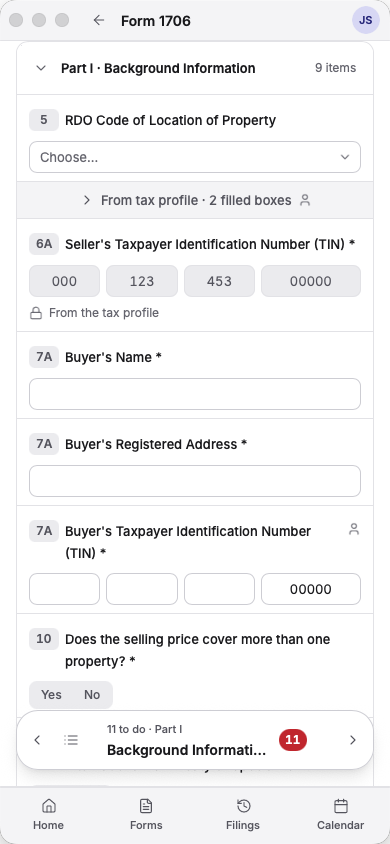 Form 1706
JS
Part I · Background Information
9 items
5 RDO Code of Location of Property
Choose...
From tax profile · 2 filled boxes
6A Seller's Taxpayer Identification Number (TIN) *
000 123 453 00000
From the tax profile
7A Buyer's Name *
7A Buyer's Registered Address *
7A Buyer's Taxpayer Identification Number
(TIN) *
00000
10 Does the selling price cover more than one
property? *
Yes No
11 to do · Part I
Background Informati...
11
Home Forms Filings Calendar